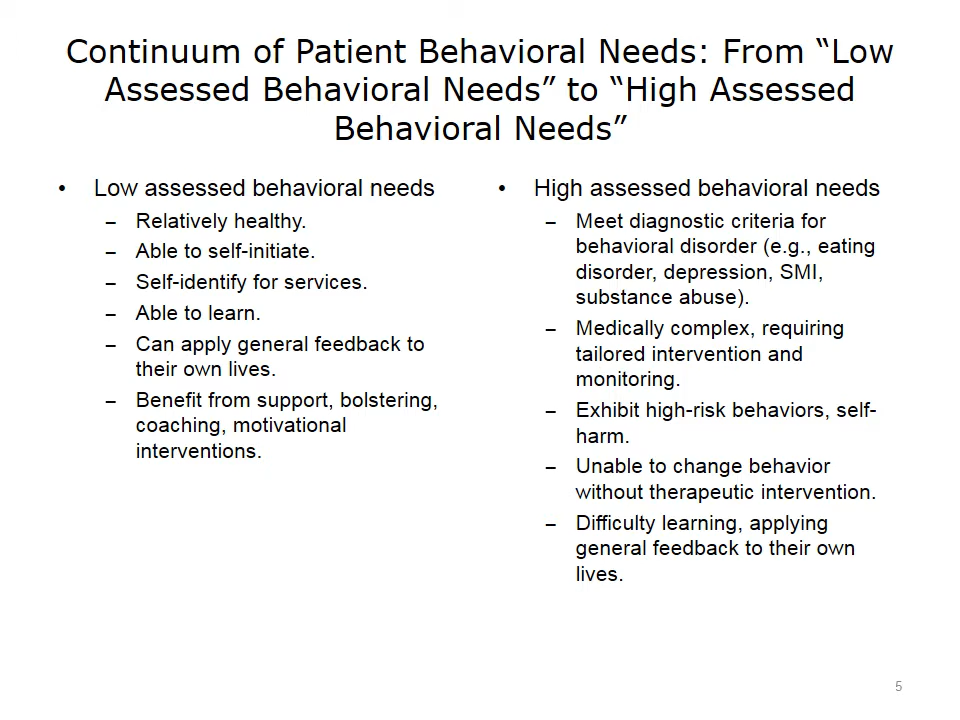 Continuum of Patient Behavioral Needs: From “Low
Assessed Behavioral Needs” to “High Assessed
Behavioral Needs”
• Low assessed behavioral needs
– Relatively healthy.
– Able to self-initiate.
– Self-identify for services.
– Able to learn.
– Can apply general feedback to
their own lives.
– Benefit from support, bolstering,
coaching, motivational
interventions.
• High assessed behavioral needs
– Meet diagnostic criteria for
behavioral disorder (e.g., eating
disorder, depression, SMI,
substance abuse).
– Medically complex, requiring
tailored intervention and
monitoring.
– Exhibit high-risk behaviors, self-
harm.
– Unable to change behavior
without therapeutic intervention.
– Difficulty learning, applying
general feedback to their own
lives.
5